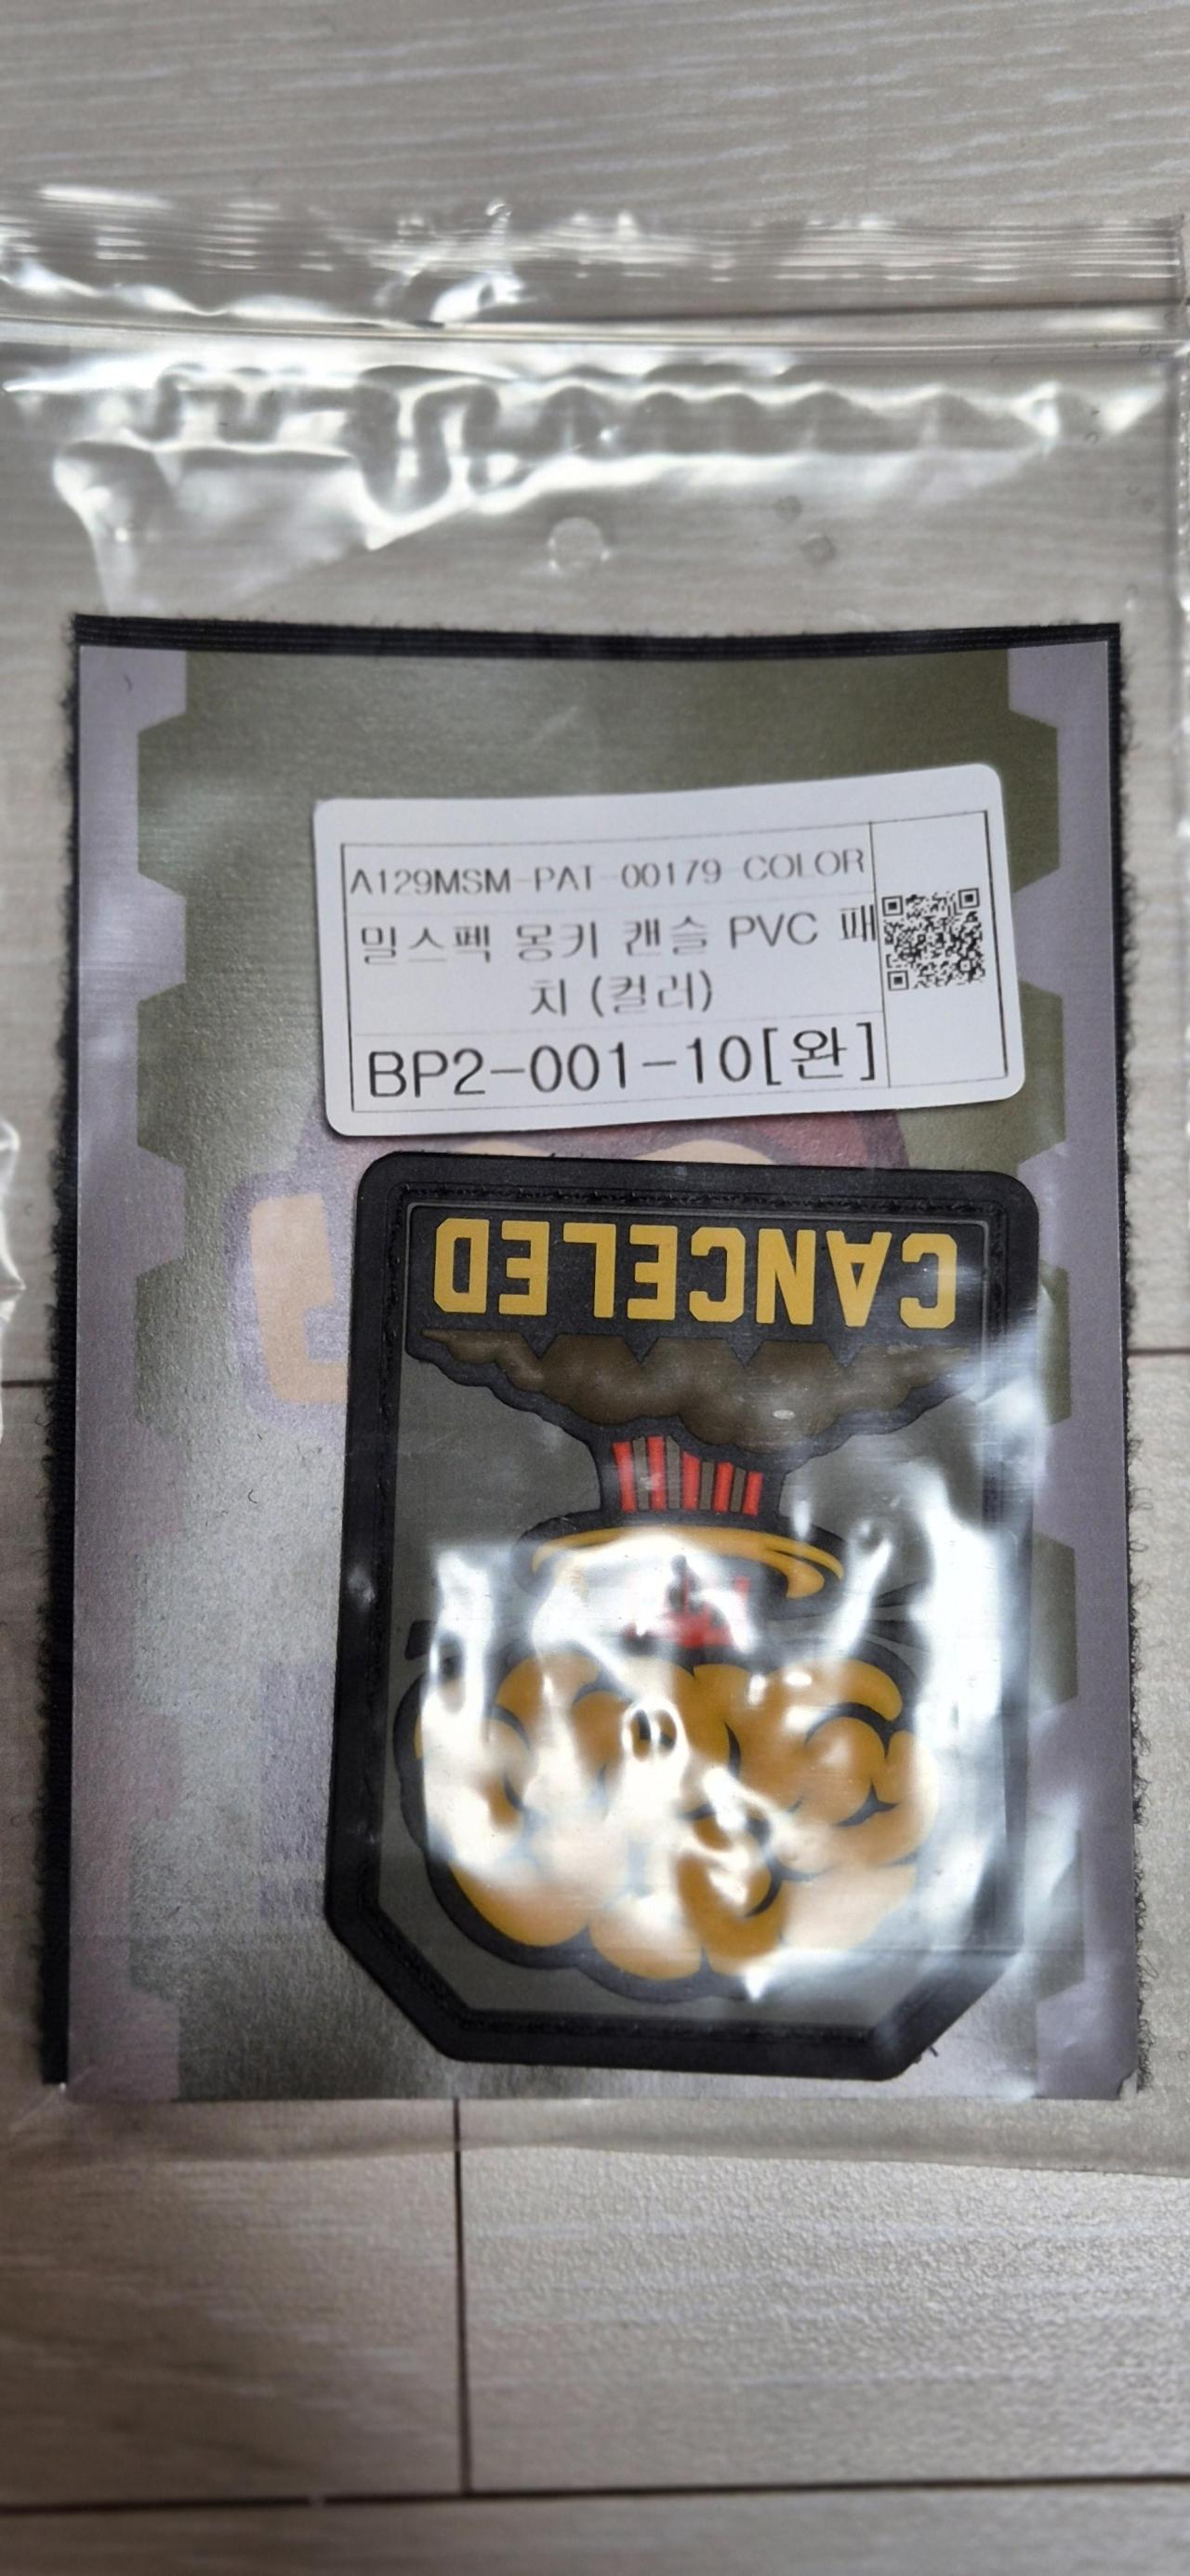 A129MSM-PAT-00179-COLOR
밀스펙 몽키 캔슬 PVC 패
치 (컬러)
BP2-001-10[완]
CANCELED